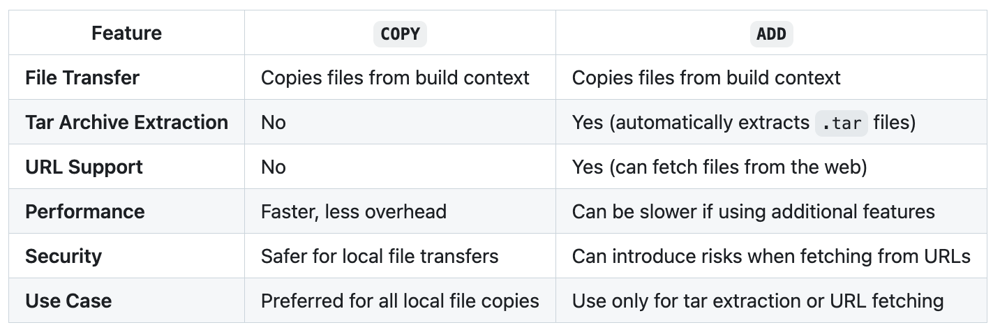 Feature COPY ADD
File Transfer Copies files from build context Copies files from build context
Tar Archive Extraction No Yes (automatically extracts .tar files)
URL Support No Yes (can fetch files from the web)
Performance Faster, less overhead Can be slower if using additional features
Security Safer for local file transfers Can introduce risks when fetching from URLs
Use Case Preferred for all local file copies Use only for tar extraction or URL fetching